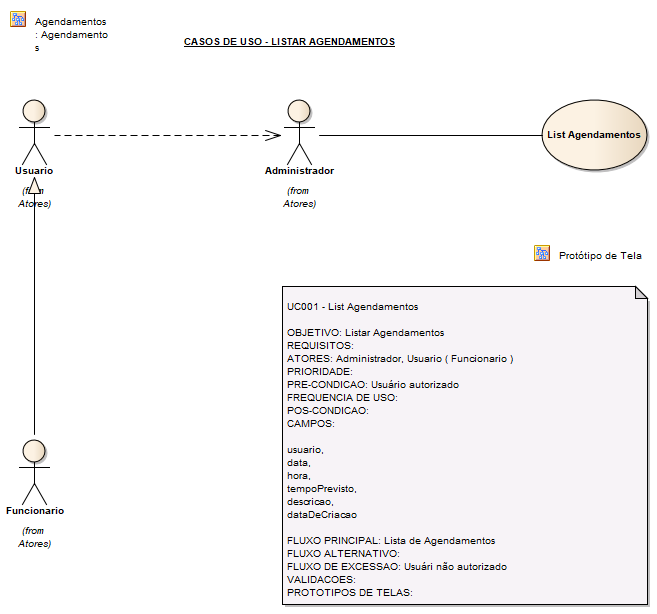 Agendamentos
: Agendamento
s
CASOS DE USO - LISTAR AGENDAMENTOS
Usuario
(from
Atores)
Administrador
(from
Atores)
List Agendamentos
Protótipo de Tela
UC001 - List Agendamentos
OBJETIVO: Listar Agendamentos
REQUISITOS:
ATORES: Administrador, Usuario ( Funcionario )
PRIORIDADE:
PRE-CONDICAO: Usuário autorizado
FREQUENCIA DE USO:
POS-CONDICAO:
CAMPOS:
usuario,
data,
hora,
tempoPrevisto,
descricao,
dataDeCriacao
FLUXO PRINCIPAL: Lista de Agendamentos
FLUXO ALTERNATIVO:
FLUXO DE EXCESSAO: Usuári não autorizado
VALIDACOES:
PROTOTIPOS DE TELAS:
Funcionario
(from
Atores)